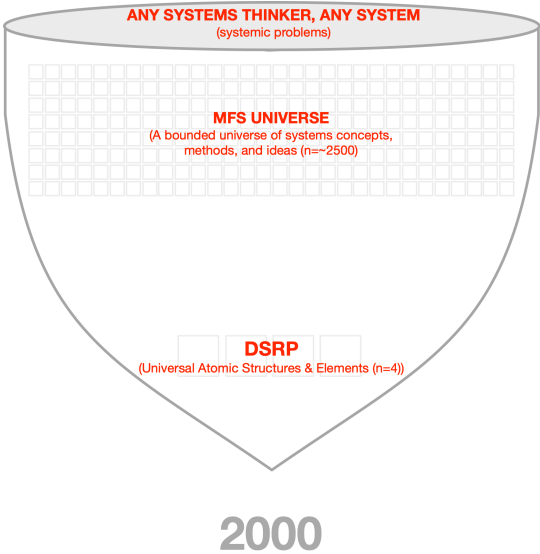 ANY SYSTEMS THINKER, ANY SYSTEM
(systemic problems)
MFS UNIVERSE
(A bounded universe of systems concepts,
methods, and ideas (n=~2500)
DSRP
(Universal Atomic Structures & Elements (n=4))
2000